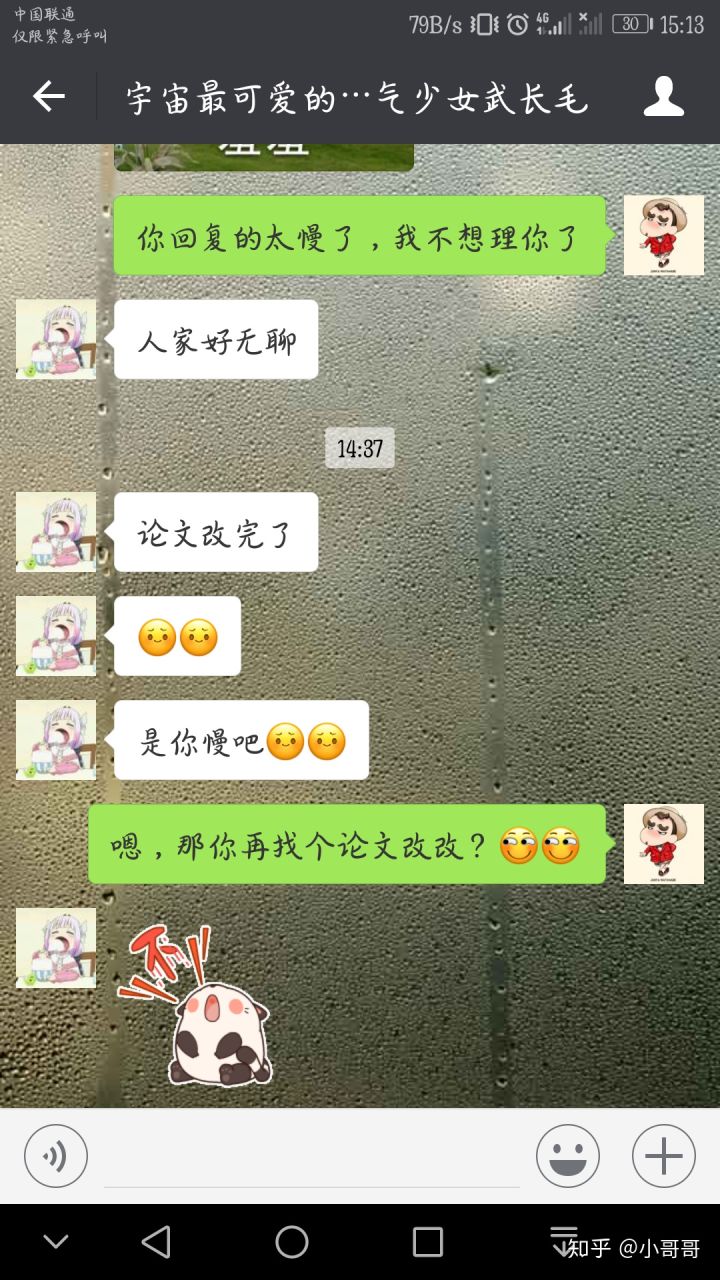 中国联通
仅限紧急呼叫
79B/s 4G 30 15:13
宇宙最可爱的…气少女武长毛
你回复的太慢了，我不想理你了
人家好无聊
14:37
论文改完了
是你慢吧
嗯，那你再找个论文改改？
不
知乎 @小哥哥